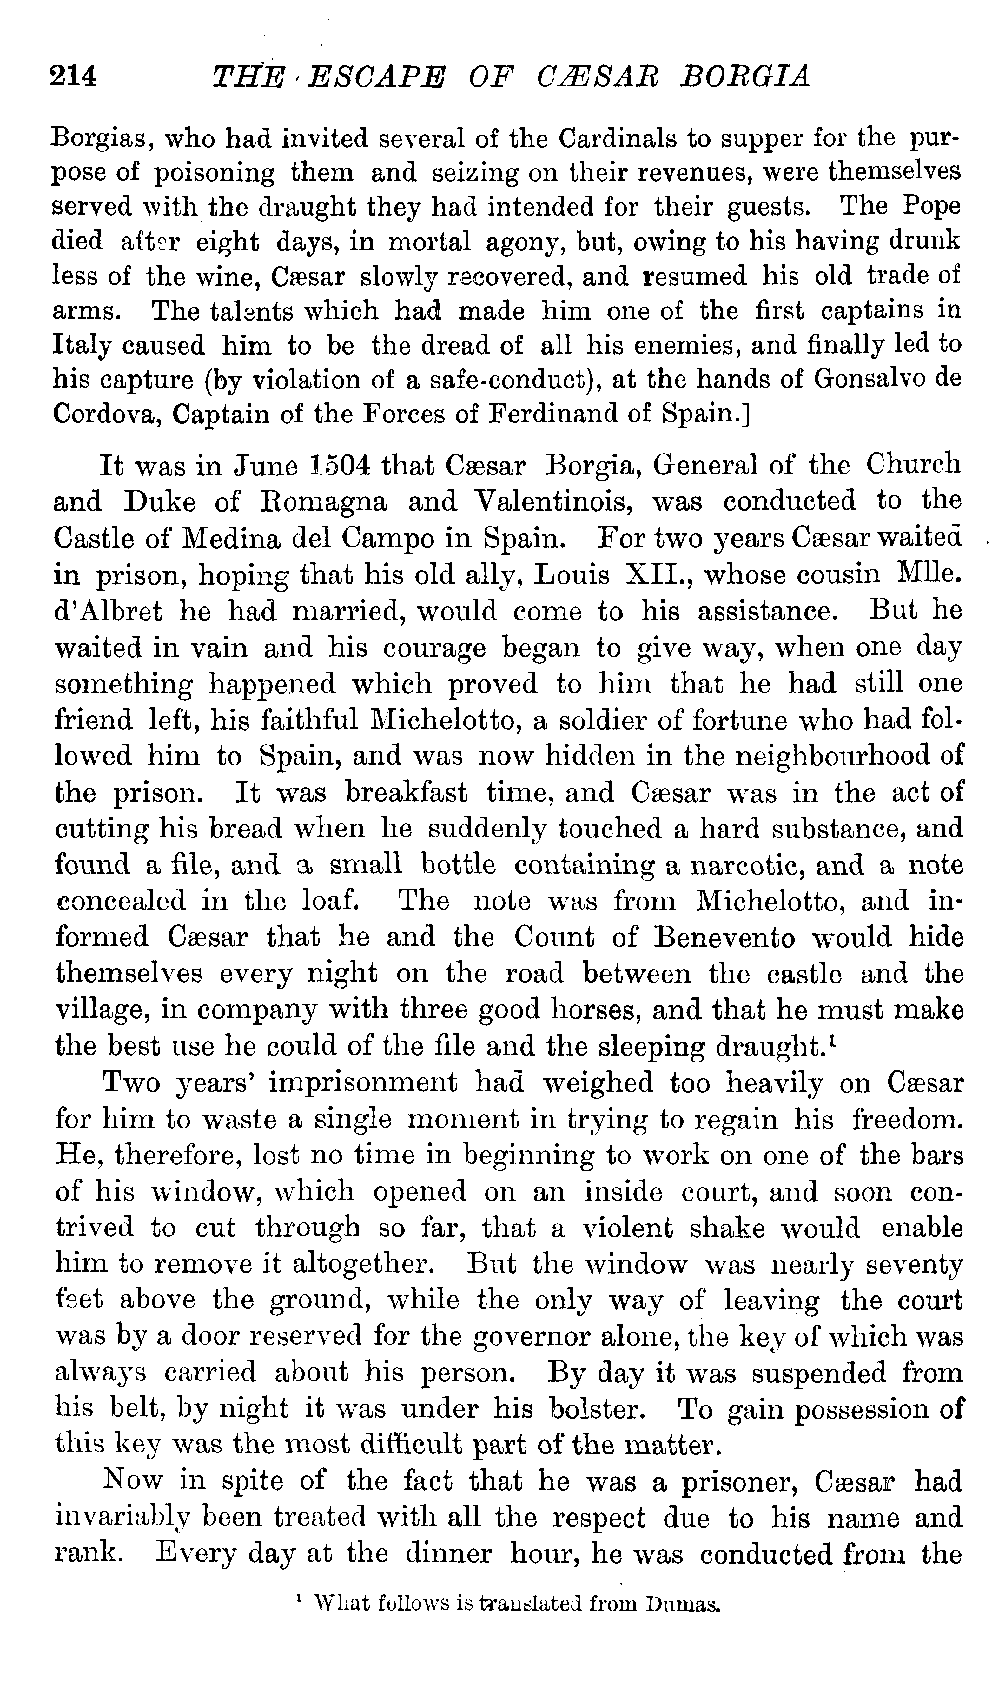 214 THE ESCAPE OF CÆSAR BORGIA
Borgias, who had invited several of the Cardinals to supper for the pur-
pose of poisoning them and seizing on their revenues, were themselves
served with the draught they had intended for their guests. The Pope
died after eight days, in mortal agony, but, owing to his having drunk
less of the wine, Cæsar slowly recovered, and resumed his old trade of
arms. The talents which had made him one of the first captains in
Italy caused him to be the dread of all his enemies, and finally led to
his capture (by violation of a safe-conduct), at the hands of Gonsalvo de
Cordova, Captain of the Forces of Ferdinand of Spain.]
It was in June 1504 that Cæsar Borgia, General of the Church
and Duke of Romagna and Valentinois, was conducted to the
Castle of Medina del Campo in Spain. For two years Cæsar waited
in prison, hoping that his old ally, Louis XII., whose cousin Mlle.
d'Albret he had married, would come to his assistance. But he
waited in vain and his courage began to give way, when one day
something happened which proved to him that he had still one
friend left, his faithful Michelotto, a soldier of fortune who had fol-
lowed him to Spain, and was now hidden in the neighbourhood of
the prison. It was breakfast time, and Cæsar was in the act of
cutting his bread when he suddenly touched a hard substance, and
found a file, and a small bottle containing a narcotic, and a note
concealed in the loaf. The note was from Michelotto, and in-
formed Cæsar that he and the Count of Benevento would hide
themselves every night on the road between the castle and the
village, in company with three good horses, and that he must make
the best use he could of the file and the sleeping draught.¹
Two years' imprisonment had weighed too heavily on Cæsar
for him to waste a single moment in trying to regain his freedom.
He, therefore, lost no time in beginning to work on one of the bars
of his window, which opened on an inside court, and soon con-
trived to cut through so far, that a violent shake would enable
him to remove it altogether. But the window was nearly seventy
feet above the ground, while the only way of leaving the court
was by a door reserved for the governor alone, the key of which was
always carried about his person. By day it was suspended from
his belt, by night it was under his bolster. To gain possession of
this key was the most difficult part of the matter.
Now in spite of the fact that he was a prisoner, Cæsar had
invariably been treated with all the respect due to his name and
rank. Every day at the dinner hour, he was conducted from the
¹ What follows is translated from Dumas.